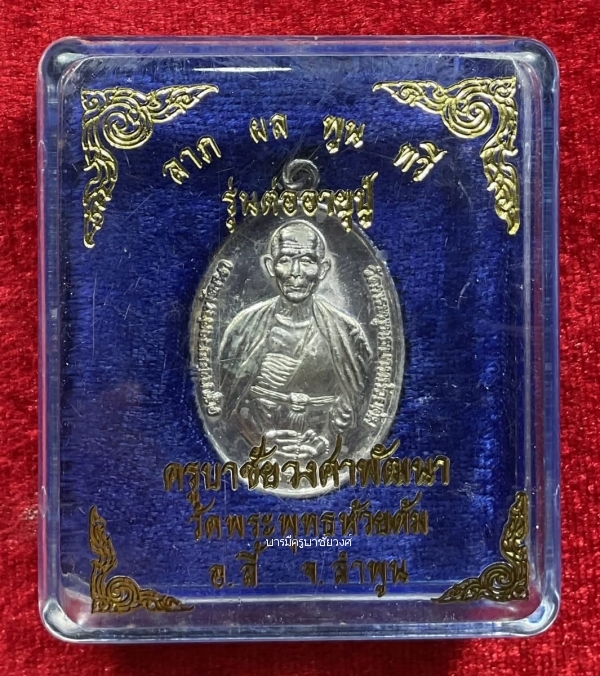 ลาภ ผล พูน ทวี
รุ่นต่ออายุปู่
ครูบาชัยวงศาพัฒนา
วัดพระพุทธบาทห้วยต้ม
บารมีครูบาชัยวงศ์
อ.ลี้ จ.ลำพูน